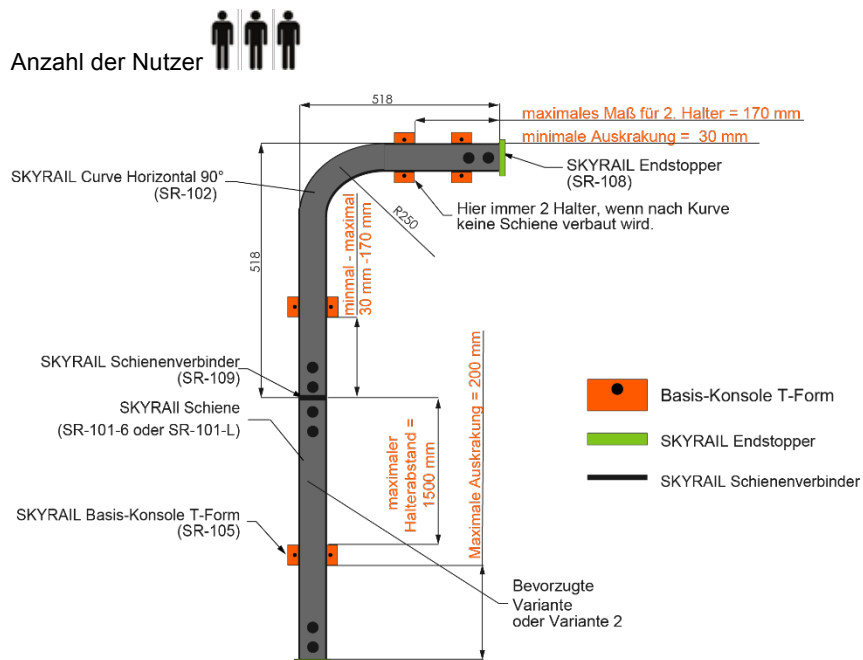 Anzahl der Nutzer
518
maximales Maß für 2. Halter = 170 mm
minimale Auskrakung = 30 mm
SKYRAIL Endstopper
(SR-108)
SKYRAIL Curve Horizontal 90°
(SR-102)
Hier immer 2 Halter, wenn nach Kurve
keine Schiene verbaut wird.
R250
518
minmal - maximal
30 mm -170 mm
SKYRAIL Schienenverbinder
(SR-109)
SKYRAIl Schiene
(SR-101-6 oder SR-101-L)
maximaler
Halterabstand =
1500 mm
Maximale Auskrakung = 200 mm
SKYRAIL Basis-Konsole T-Form
(SR-105)
Bevorzugte
Variante
oder Variante 2
Basis-Konsole T-Form
SKYRAIL Endstopper
SKYRAIL Schienenverbinder